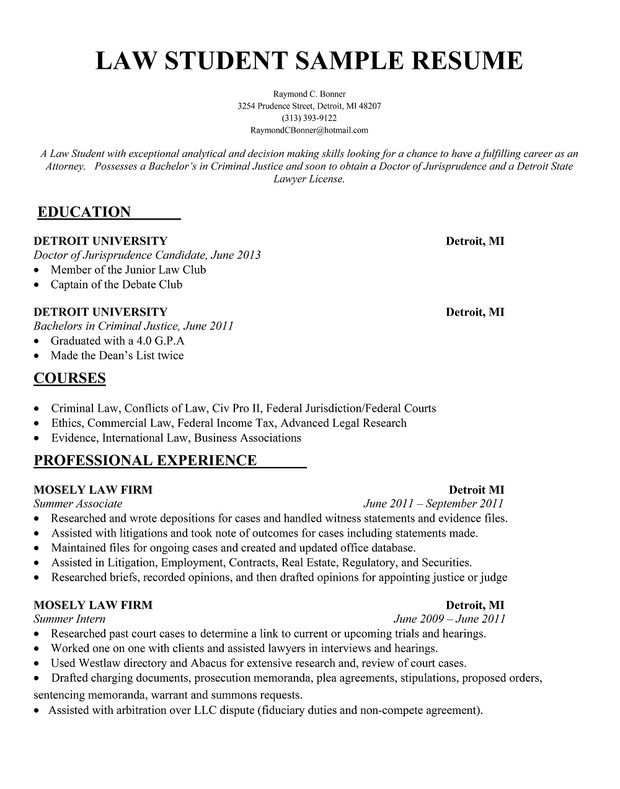 LAW STUDENT SAMPLE RESUME
Raymond C. Bonner
3254 Prudence Street, Detroit, MI 48207
(313) 393-9122
RaymondCBonner@hotmail.com
A Law Student with exceptional analytical and decision making skills looking for a chance to have a fulfilling career as an
Attorney. Possesses a Bachelor's in Criminal Justice and soon to obtain a Doctor of Jurisprudence and a Detroit State
Lawyer License.
EDUCATION
DETROIT UNIVERSITY Detroit, MI
Doctor of Jurisprudence Candidate, June 2013
• Member of the Junior Law Club
• Captain of the Debate Club
DETROIT UNIVERSITY Detroit, MI
Bachelors in Criminal Justice, June 2011
• Graduated with a 4.0 G.P.A
• Made the Dean's List twice
COURSES
• Criminal Law, Conflicts of Law, Civ Pro II, Federal Jurisdiction/Federal Courts
• Ethics, Commercial Law, Federal Income Tax, Advanced Legal Research
• Evidence, International Law, Business Associations
PROFESSIONAL EXPERIENCE
MOSELY LAW FIRM Detroit MI
Summer Associate June 2011 – September 2011
• Researched and wrote depositions for cases and handled witness statements and evidence files.
• Assisted with litigations and took note of outcomes for cases including statements made.
• Maintained files for ongoing cases and created and updated office database.
• Assisted in Litigation, Employment, Contracts, Real Estate, Regulatory, and Securities.
• Researched briefs, recorded opinions, and then drafted opinions for appointing justice or judge
MOSELY LAW FIRM Detroit, MI
Summer Intern June 2009 – June 2011
• Researched past court cases to determine a link to current or upcoming trials and hearings.
• Worked one on one with clients and assisted lawyers in interviews and hearings.
• Used Westlaw directory and Abacus for extensive research and, review of court cases.
• Drafted charging documents, prosecution memoranda, plea agreements, stipulations, proposed orders,
sentencing memoranda, warrant and summons requests.
• Assisted with arbitration over LLC dispute (fiduciary duties and non-compete agreement).